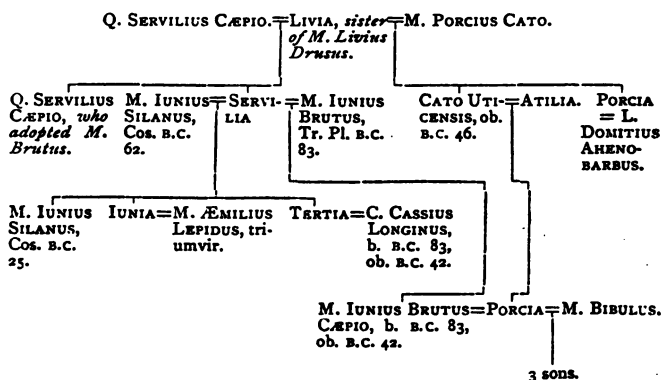 Q. SERVILIUS CÆPIO.=LIVIA, sister=M. PORCIUS CATO.
of M. Livius
Drusus.
Q. SERVILIUS M. IUNIUS=SERVI-=M. IUNIUS CATO UTI-=ATILIA. PORCIA
CÆPIO, who SILANUS, LIA BRUTUS, CENSIS, ob. = L.
adopted M. Cos. B.C. Tr. Pl. B.C. B.C. 46. DOMITIUS
Brutus. 62. 83. AHENO-
BARBUS.
M. IUNIUS IUNIA=M. ÆMILIUS TERTIA=C. CASSIUS
SILANUS, LEPIDUS, tri- LONGINUS,
Cos. B.C. umvir. b. B.C. 83,
25. ob. B.C. 42.
M. IUNIUS BRUTUS=PORCIA=M. BIBULUS.
CÆPIO, b. B.C. 83,
ob. B.C. 42.
3 sons.